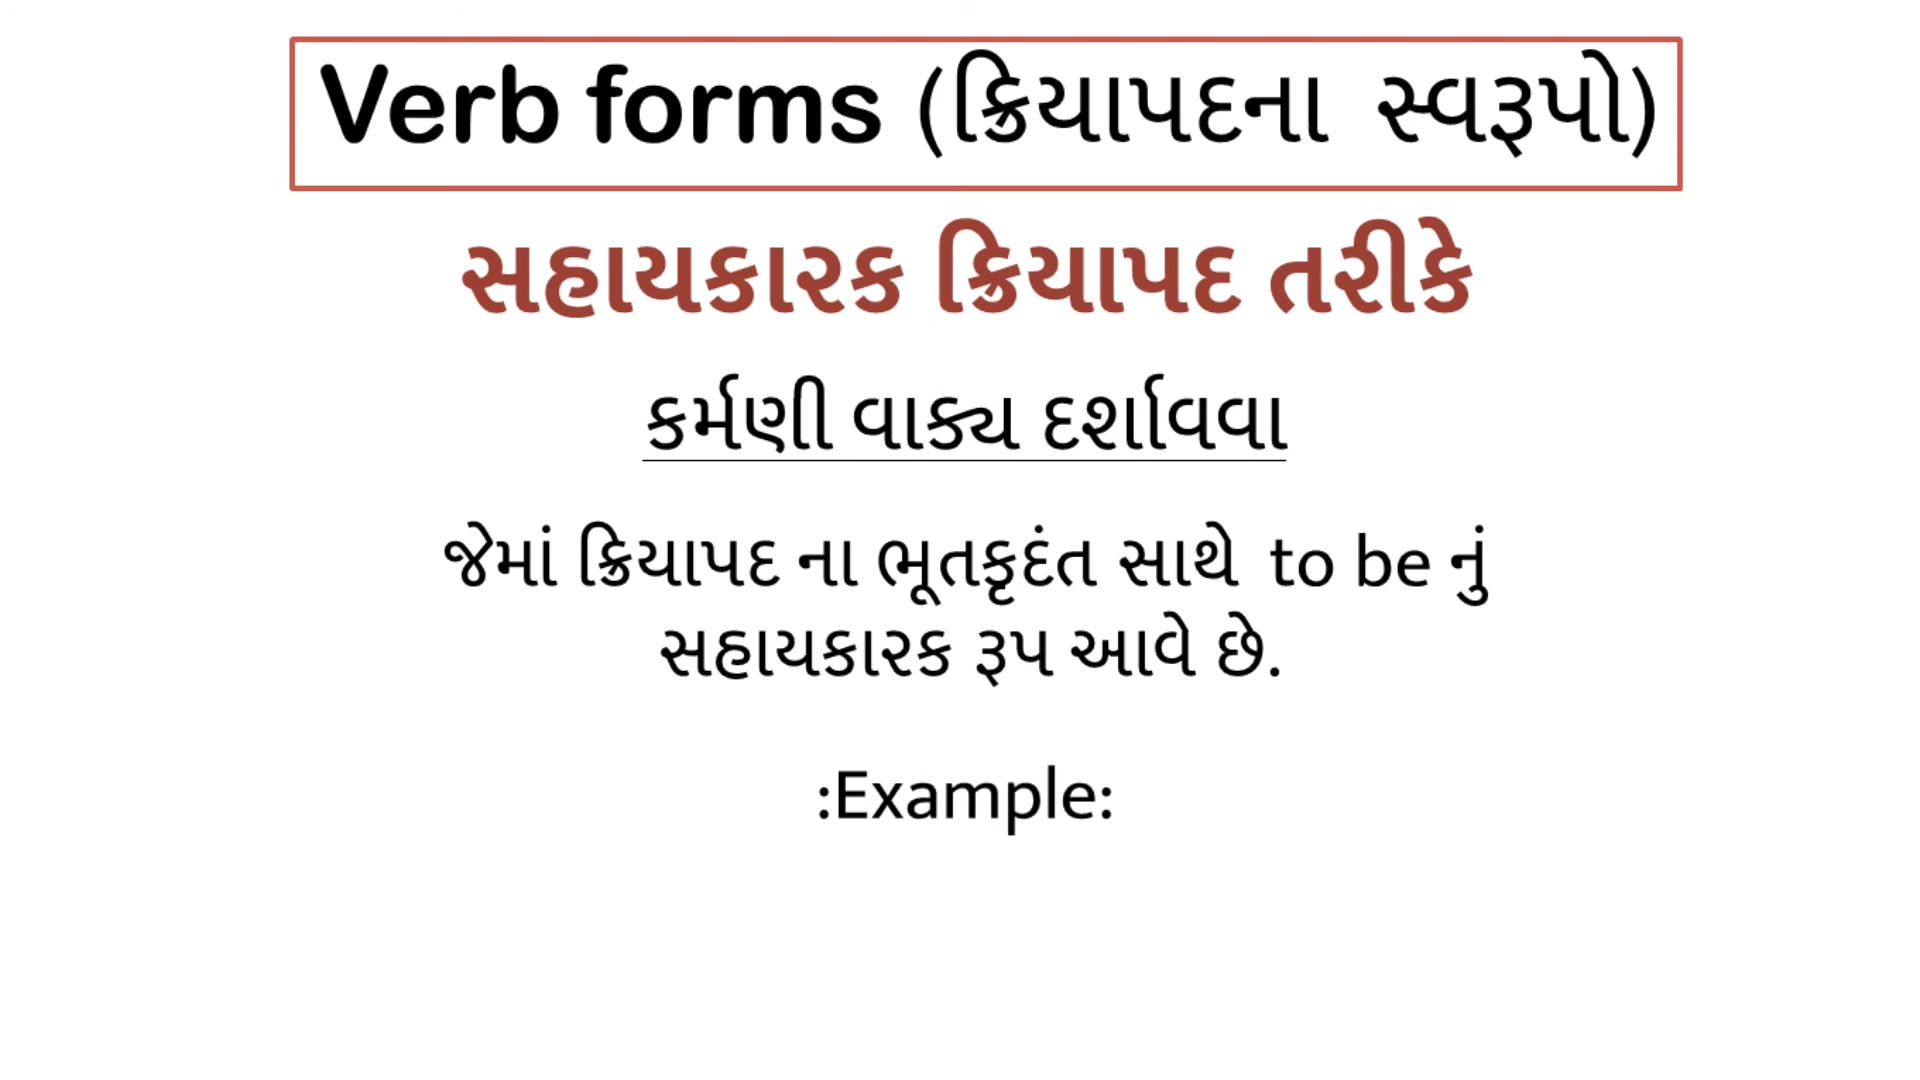 Verb forms (ક્રિયાપદના સ્વરૂપો)
સહાયકારક ક્રિયાપદ તરીકે
કર્મણી વાક્ય દર્શાવવા
જેમાં ક્રિયાપદ ના ભૂતકૃદંત સાથે to be નું
સહાયકારક રૂપ આવે છે.
:Example: